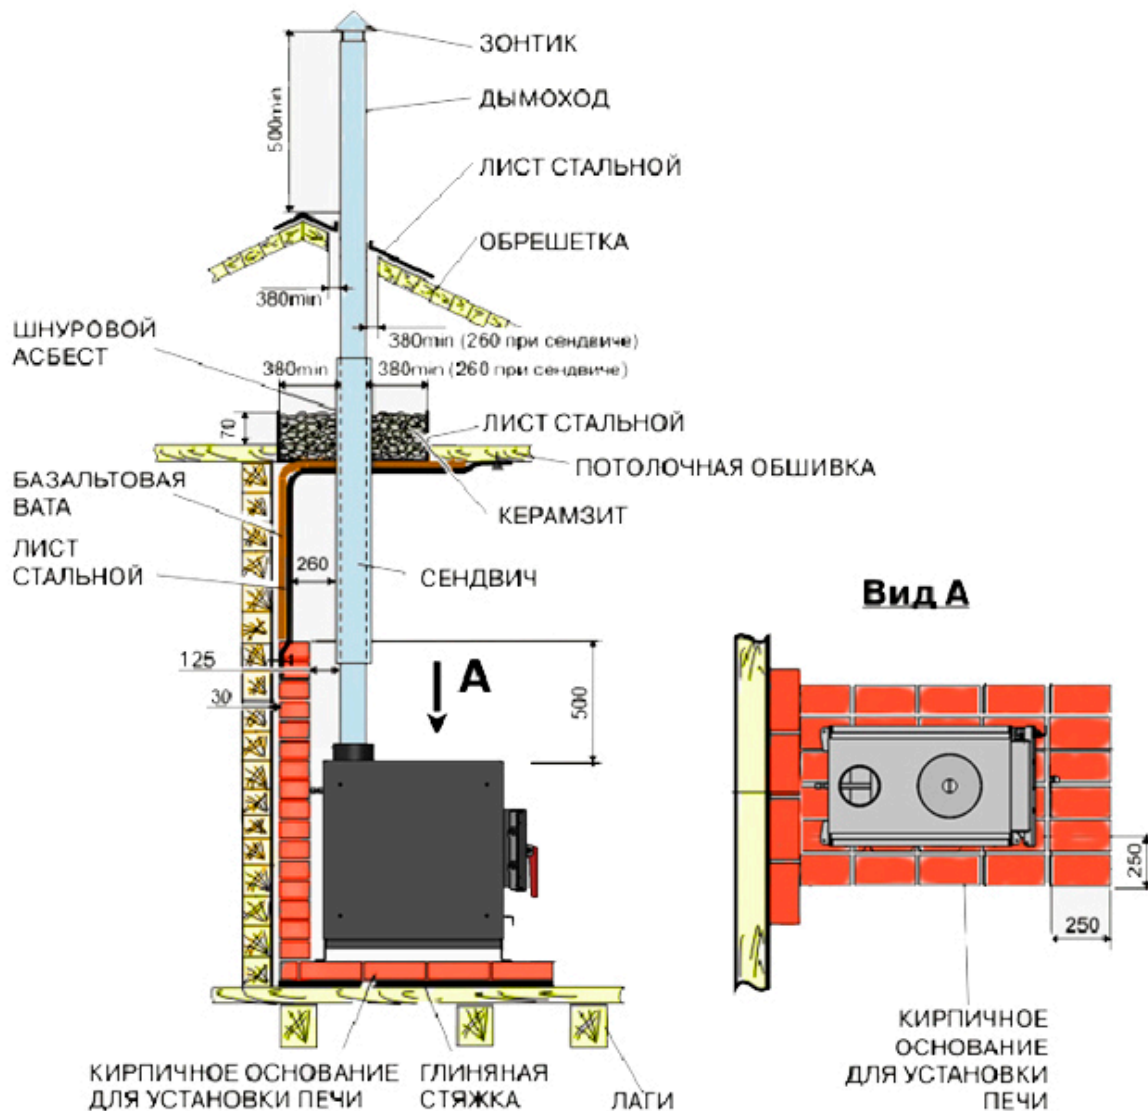 ЗОНТИК
500min
ДЫМОХОД
ЛИСТ СТАЛЬНОЙ
ОБРЕШЕТКА
380min
ШНУРОВОЙ
АСБЕСТ
380min (260 при сендвиче)
380min
380min (260 при сендвиче)
70
ЛИСТ СТАЛЬНОЙ
ПОТОЛОЧНАЯ ОБШИВКА
БАЗАЛЬТОВАЯ
ВАТА
КЕРАМЗИТ
ЛИСТ
СТАЛЬНОЙ
260
СЕНДВИЧ
Вид А
125
А
30
500
250
250
КИРПИЧНОЕ
ОСНОВАНИЕ
ДЛЯ УСТАНОВКИ
ПЕЧИ
КИРПИЧНОЕ ОСНОВАНИЕ
ДЛЯ УСТАНОВКИ ПЕЧИ
ГЛИНЯНАЯ
СТЯЖКА
ЛАГИ